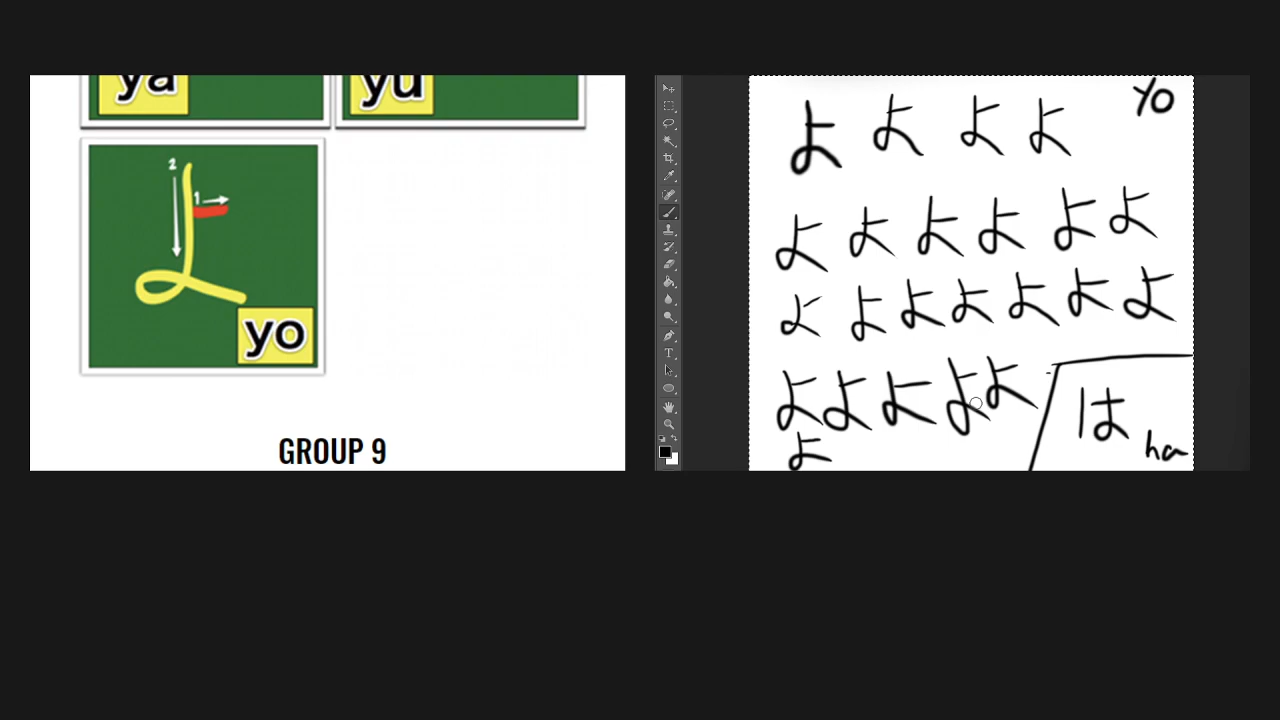 ya yu
2
1
yo
GROUP 9
yo
よ よ よ よ
よ よ よ よ よ よ
よ よ よ よ よ よ よ
よ よ よ よ よ
よ
は
ha